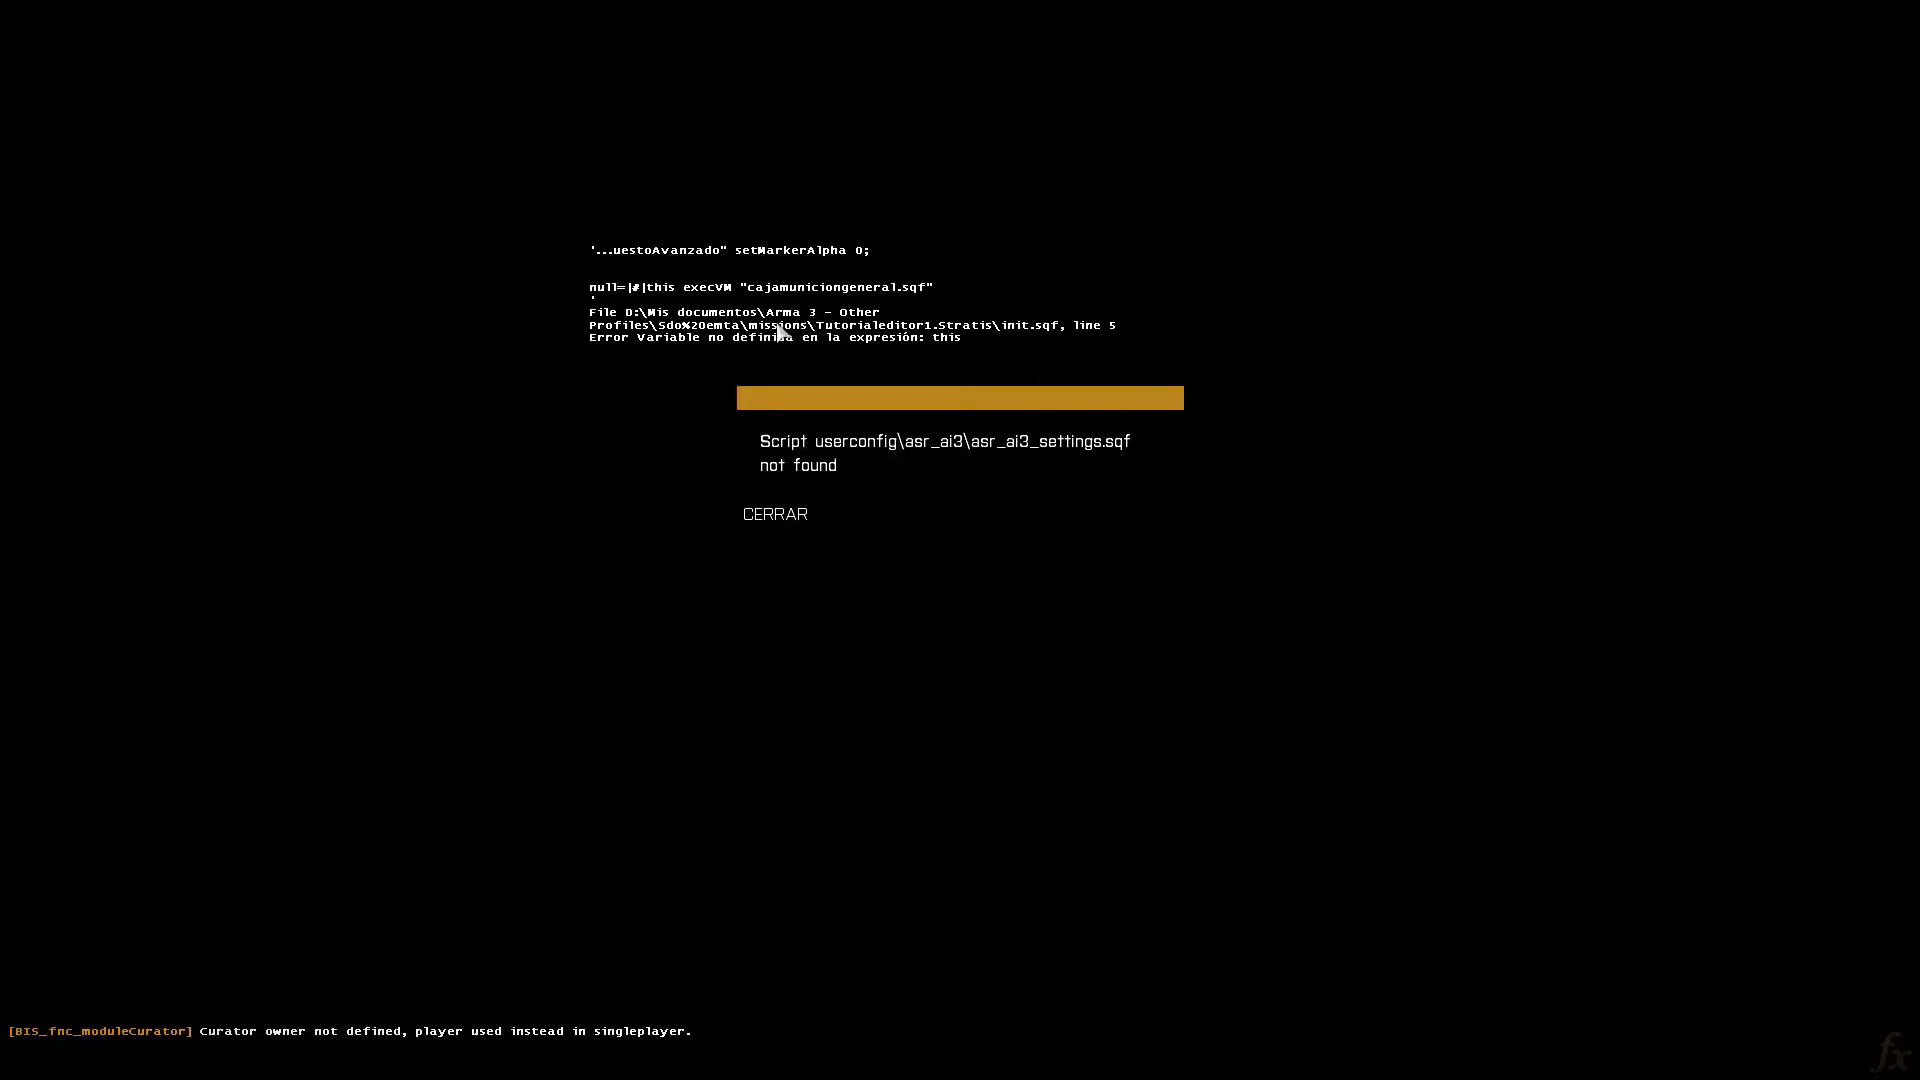 '...uestoAvanzado" setMarkerAlpha 0;
null=|#|this execVM "cajamuniciongeneral.sqf"
'
File D:\Mis documentos\Arma 3 - Other
Profiles\Sdo%20emta\missions\Tutorialeditor1.Stratis\init.sqf, line 5
Error Variable no definida en la expresión: this
Script userconfig\asr_ai3\asr_ai3_settings.sqf
not found
CERRAR
[BIS_fnc_moduleCurator] Curator owner not defined, player used instead in singleplayer.
fx